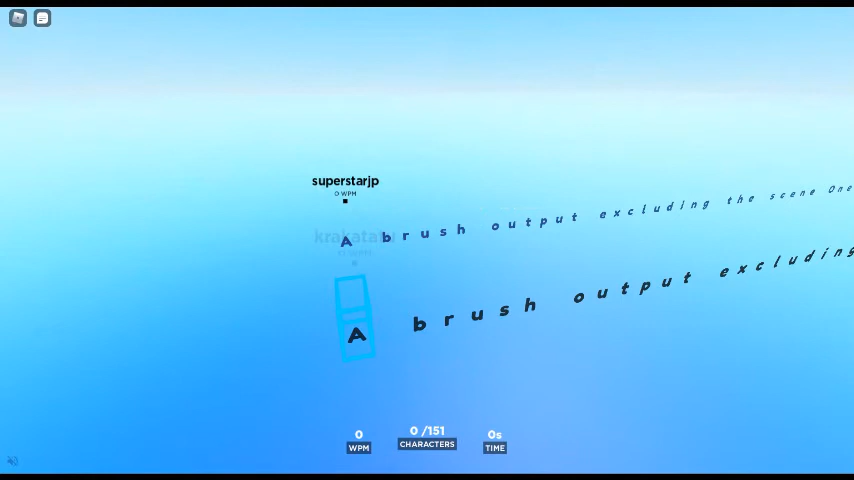 superstarjp
0 WPM
A brush output excluding the scene One
A brush output excluding
0
WPM
0 /151
CHARACTERS
0s
TIME